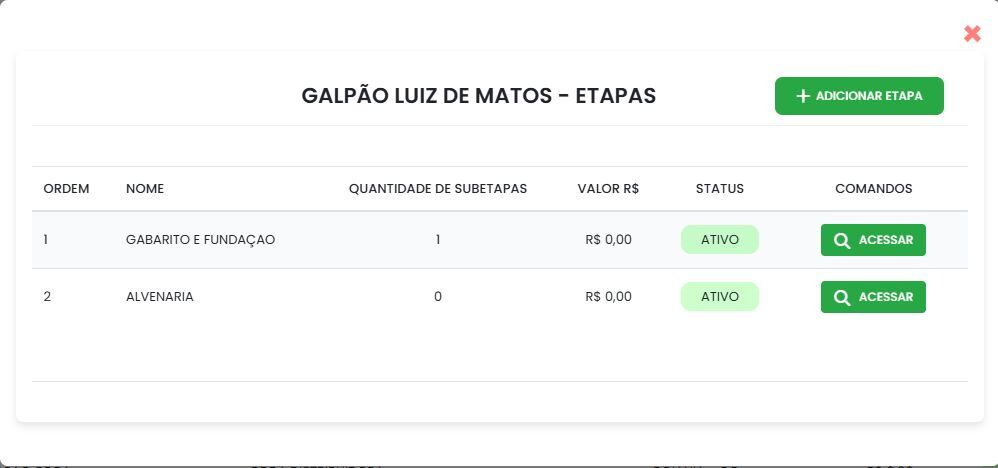 GALPÃO LUIZ DE MATOS - ETAPAS
ADICIONAR ETAPA
ORDEM NOME QUANTIDADE DE SUBETAPAS VALOR R$ STATUS COMANDOS
1 GABARITO E FUNDAÇAO 1 R$ 0,00 ATIVO ACESSAR
2 ALVENARIA 0 R$ 0,00 ATIVO ACESSAR